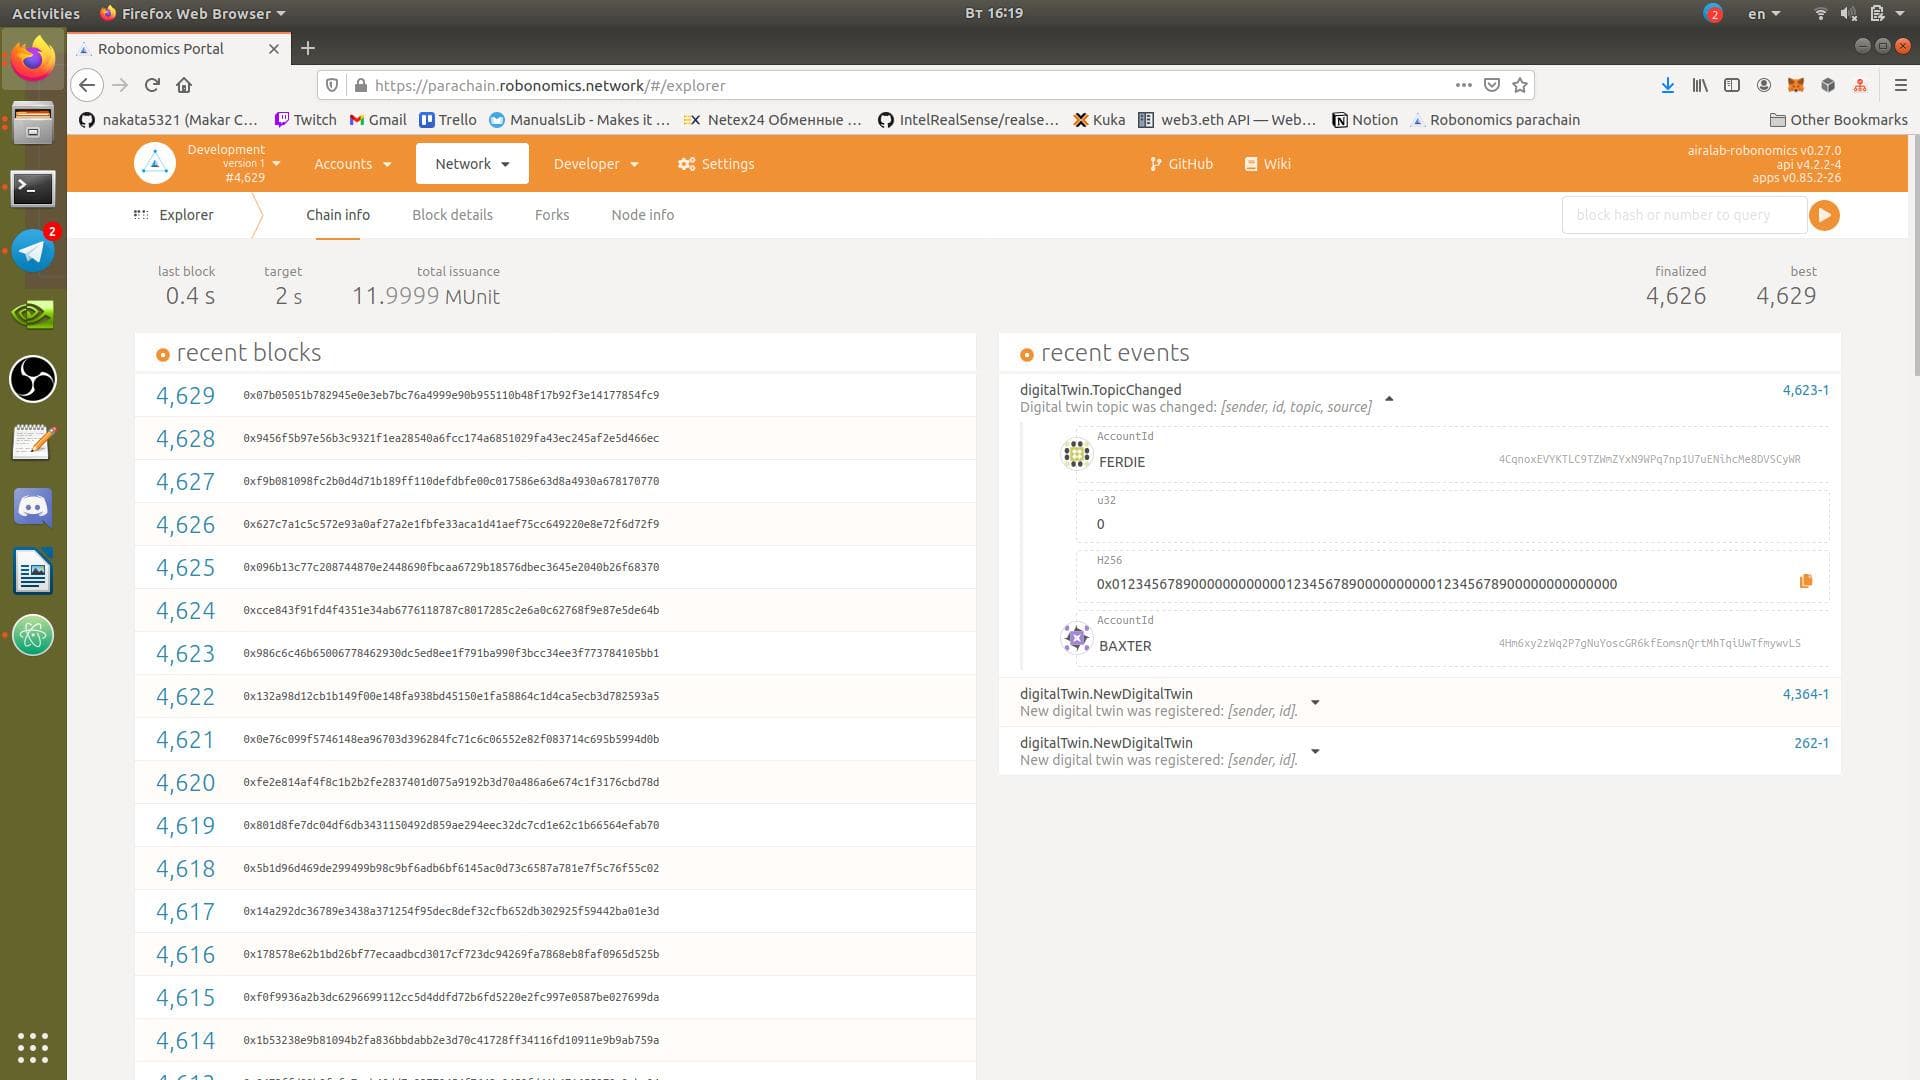 Activities
Firefox Web Browser
Вт 16:19
2
en
Robonomics Portal
https://parachain.robonomics.network/#/explorer
nakata5321 (Makar C…
Twitch
Gmail
Trello
ManualsLib - Makes it …
Netex24 Обменные …
IntelRealSense/realse…
Kuka
web3.eth API — Web…
Notion
Robonomics parachain
Other Bookmarks
Development
version 1
#4,629
Accounts
Network
Developer
Settings
GitHub
Wiki
airalab-robonomics v0.27.0
api v4.2.2-4
apps v0.85.2-26
Explorer
Chain info
Block details
Forks
Node info
block hash or number to query
2
last block
0.4 s
target
2 s
total issuance
11.9999 MUnit
finalized
4,626
best
4,629
recent blocks
4,629 0x07b05051b782945e0e3eb7bc76a4999e90b955110b48f17b92f3e14177854fc9
4,628 0x9456f5b97e56b3c9321f1ea28540a6fcc174a6851029fa43ec245af2e5d466ec
4,627 0xf9b081098fc2b0d4d71b189ff110defdbfe00c017586e63d8a4930a678170770
4,626 0x627c7a1c5c572e93a0af27a2e1fbfe33aca1d41aef75cc649220e8e72f6d72f9
4,625 0x096b13c77c208744870e2448690fbcaa6729b18576dbec3645e2040b26f68370
4,624 0xcce843f91fd4f4351e34ab6776118787c8017285c2e6a0c62768f9e87e5de64b
4,623 0x986c6c46b65006778462930dc5ed8ee1f791ba990f3bcc34ee3f773784105bb1
4,622 0x132a98d12cb1b149f00e148fa938bd45150e1fa58864c1d4ca5ecb3d782593a5
4,621 0x0e76c099f5746148ea96703d396284fc71c6c06552e82f083714c695b5994d0b
4,620 0xfe2e814af4f8c1b2b2fe2837401d075a9192b3d70a486a6e674c1f3176cbd78d
4,619 0x801d8fe7dc04df6db3431150492d859ae294eec32dc7cd1e62c1b66564efab70
4,618 0x5b1d96d469de299499b98c9bf6adb6bf6145ac0d73c6587a781e7f5c76f55c02
4,617 0x14a292dc36789e3438a371254f95dec8def32cfb652db302925f59442ba01e3d
4,616 0x178578e62b1bd26bf77ecaadbcd3017cf723dc94269fa7868eb8faf0965d525b
4,615 0xf0f9936a2b3dc6296699112cc5d4ddfd72b6fd5220e2fc997e0587be027699da
4,614 0x1b53238e9b81094b2fa836bbdabb2e3d70c41728ff34116fd10911e9b9ab759a
recent events
digitalTwin.TopicChanged
4,623-1
Digital twin topic was changed: [sender, id, topic, source]
AccountId
FERDIE
4CqnoxEVYKTLC9TZWmZYxN9WPq7np1U7uENihcMe8DVSCyWR
u32
0
H256
0x0123456789000000000000123456789000000000012345678900000000000000
AccountId
BAXTER
4Hm6xy2zWq2P7gNuYoscGR6kfEomsnQrtMhTqiUwTfmywvLS
digitalTwin.NewDigitalTwin
4,364-1
New digital twin was registered: [sender, id].
digitalTwin.NewDigitalTwin
262-1
New digital twin was registered: [sender, id].